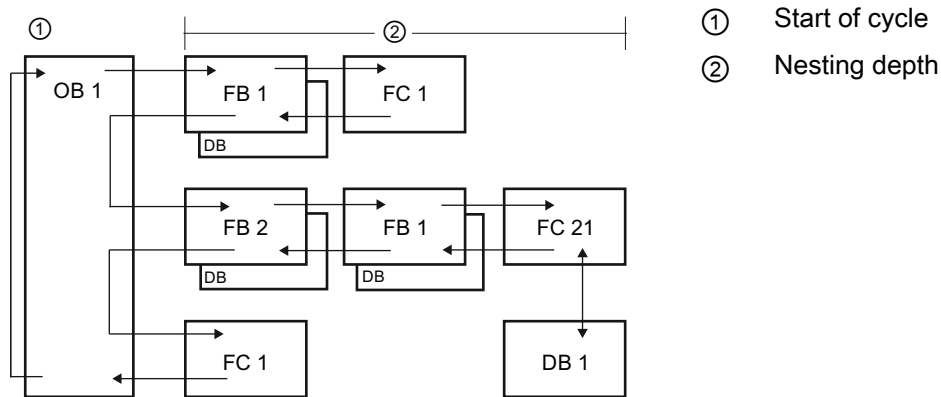 ①
②
① Start of cycle
② Nesting depth
OB 1
FB 1
FC 1
DB
FB 2
FB 1
FC 21
DB
DB
FC 1
DB 1